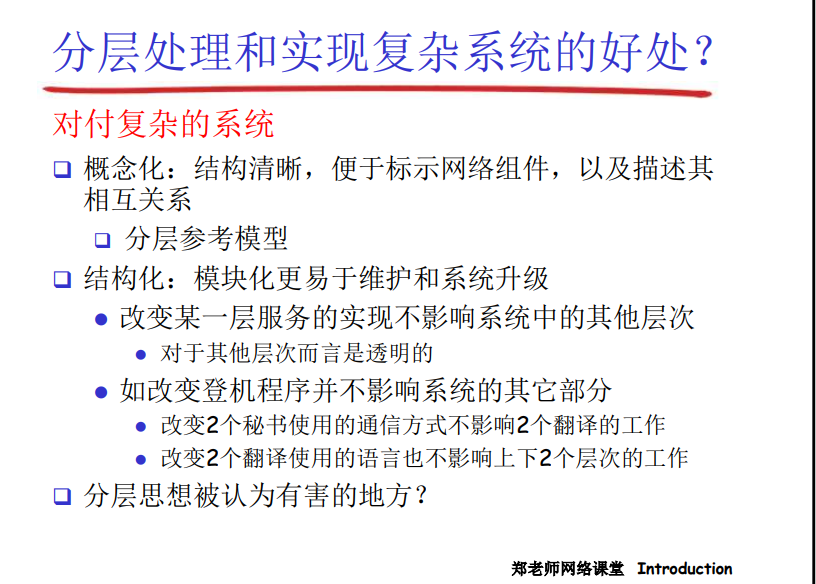 分层处理和实现复杂系统的好处？
对付复杂的系统
概念化：结构清晰，便于标示网络组件，以及描述其
相互关系
分层参考模型
结构化：模块化更易于维护和系统升级
改变某一层服务的实现不影响系统中的其他层次
对于其他层次而言是透明的
如改变登机程序并不影响系统的其它部分
改变2个秘书使用的通信方式不影响2个翻译的工作
改变2个翻译使用的语言也不影响上下2个层次的工作
分层思想被认为有害的地方？
郑老师网络课堂 Introduction